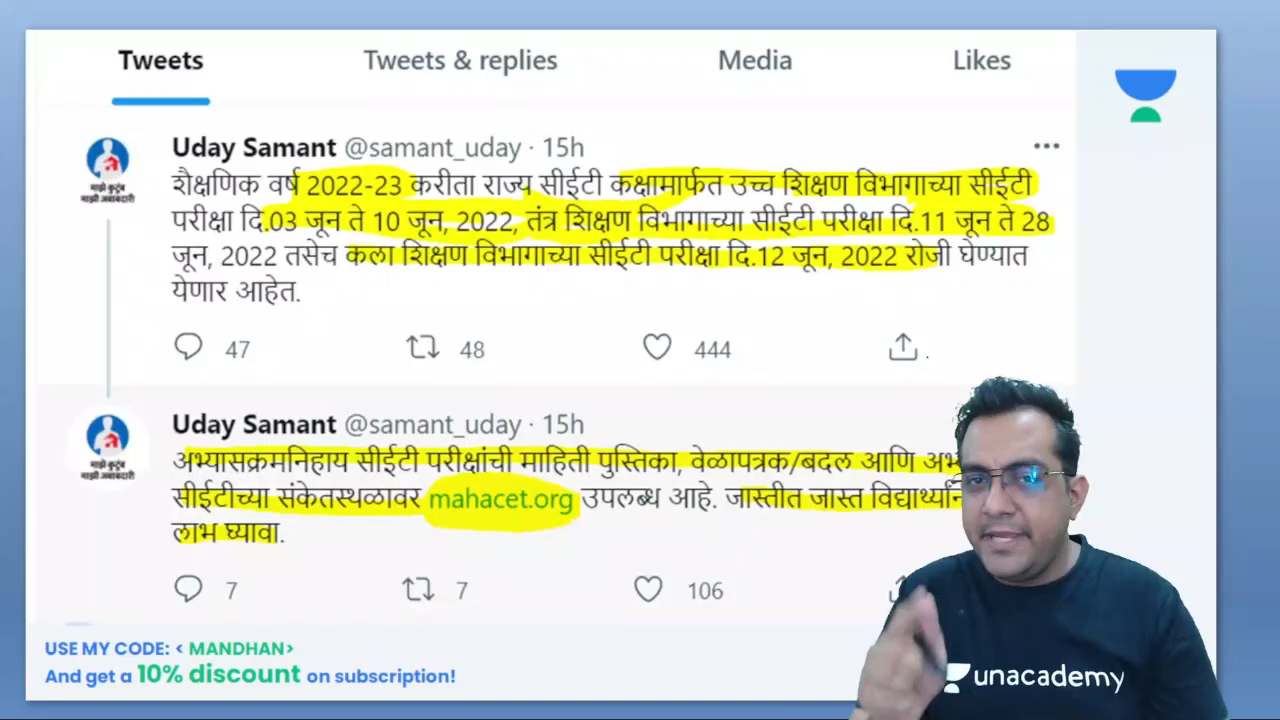 Tweets Tweets & replies Media Likes
Uday Samant @samant_uday · 15h
शैक्षणिक वर्ष 2022-23 करीता राज्य सीईटी कक्षामार्फत उच्च शिक्षण विभागाच्या सीईटी
परीक्षा दि.03 जून ते 10 जून, 2022, तंत्र शिक्षण विभागाच्या सीईटी परीक्षा दि.11 जून ते 28
जून, 2022 तसेच कला शिक्षण विभागाच्या सीईटी परीक्षा दि.12 जून, 2022 रोजी घेण्यात
येणार आहेत.
47 48 444
माझे कुटुंब
माझी जबाबदारी
Uday Samant @samant_uday · 15h
अभ्यासक्रमनिहाय सीईटी परीक्षांची माहिती पुस्तिका, वेळापत्रक/बदल आणि
सीईटीच्या संकेतस्थळावर mahacet.org उपलब्ध आहे. जास्तीत जास्त
लाभ घ्यावा.
7 7 106
माझे कुटुंब
माझी जबाबदारी
USE MY CODE: < MANDHAN>
And get a 10% discount on subscription!
unacademy